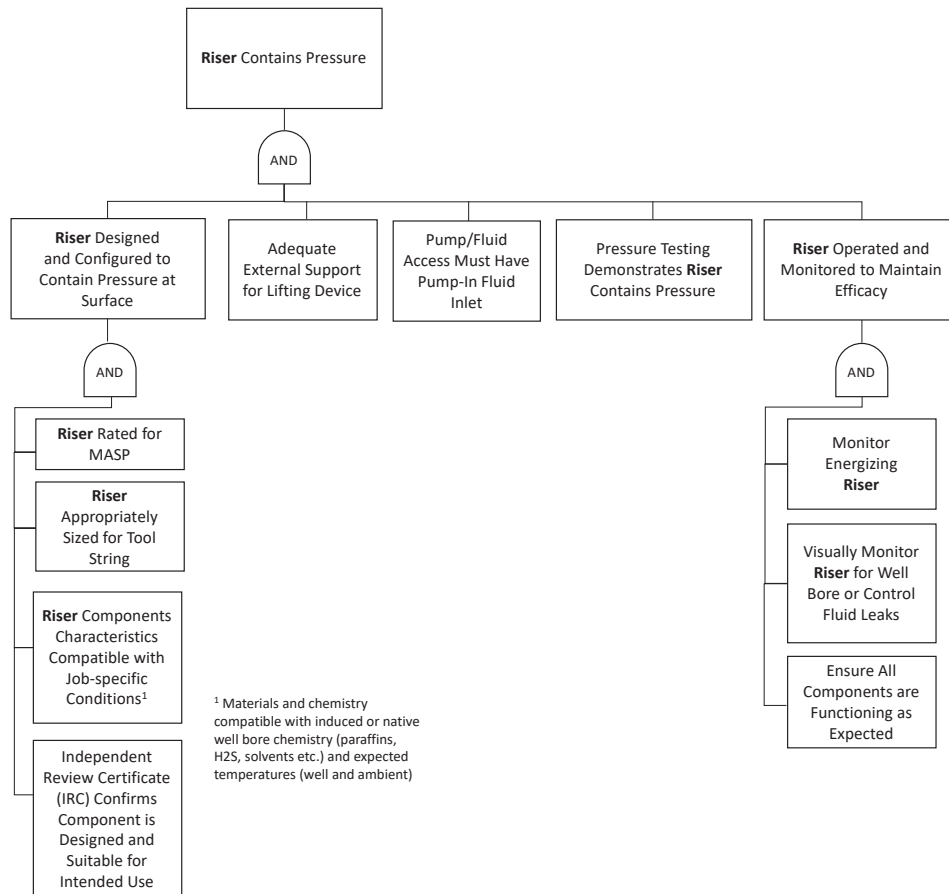 Riser Contains Pressure
AND
Riser Designed
and Configured to
Contain Pressure at
Surface
Adequate
External Support
for Lifting Device
Pump/Fluid
Access Must Have
Pump-In Fluid
Inlet
Pressure Testing
Demonstrates Riser
Contains Pressure
Riser Operated and
Monitored to Maintain
Efficacy
AND
Riser Rated for
MASP
Riser
Appropriately
Sized for Tool
String
Riser Components
Characteristics
Compatible with
Job-specific
Conditions¹
Independent
Review Certificate
(IRC) Confirms
Component is
Designed and
Suitable for
Intended Use
¹ Materials and chemistry
compatible with induced or native
well bore chemistry (paraffins,
H2S, solvents etc.) and expected
temperatures (well and ambient)
AND
Monitor
Energizing
Riser
Visually Monitor
Riser for Well
Bore or Control
Fluid Leaks
Ensure All
Components are
Functioning as
Expected